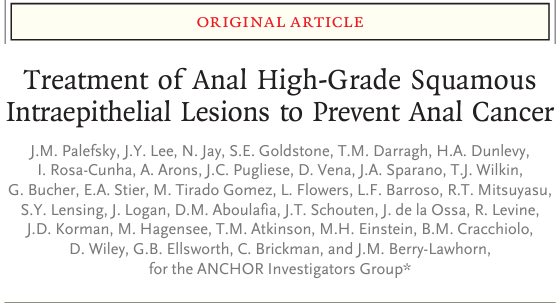 ORIGINAL ARTICLE
Treatment of Anal High-Grade Squamous
Intraepithelial Lesions to Prevent Anal Cancer
J.M. Palefsky, J.Y. Lee, N. Jay, S.E. Goldstone, T.M. Darragh, H.A. Dunlevy,
I. Rosa-Cunha, A. Arons, J.C. Pugliese, D. Vena, J.A. Sparano, T.J. Wilkin,
G. Bucher, E.A. Stier, M. Tirado Gomez, L. Flowers, L.F. Barroso, R.T. Mitsuyasu,
S.Y. Lensing, J. Logan, D.M. Aboulafia, J.T. Schouten, J. de la Ossa, R. Levine,
J.D. Korman, M. Hagensee, T.M. Atkinson, M.H. Einstein, B.M. Cracchiolo,
D. Wiley, G.B. Ellsworth, C. Brickman, and J.M. Berry-Lawhorn,
for the ANCHOR Investigators Group*